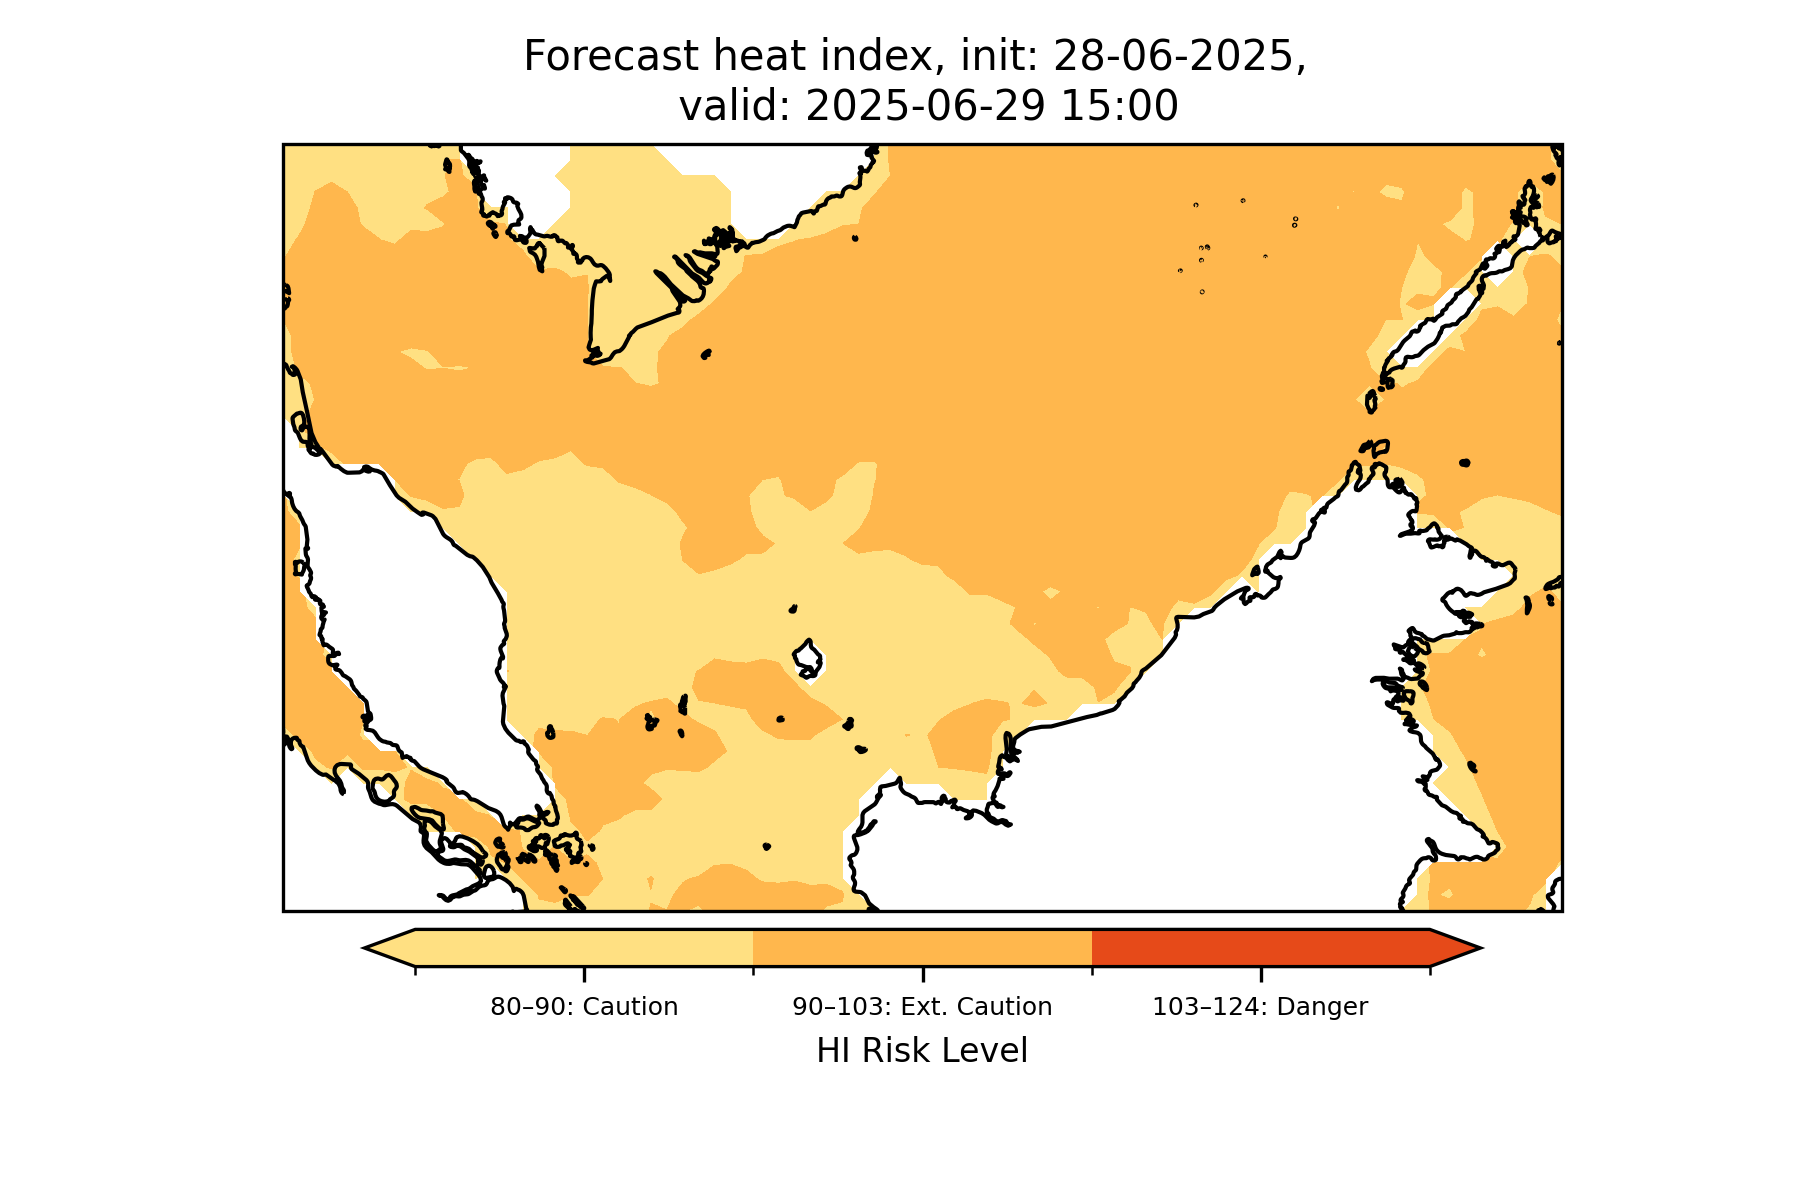 Forecast heat index, init: 28-06-2025,
valid: 2025-06-29 15:00
80–90: Caution
90–103: Ext. Caution
103–124: Danger
HI Risk Level